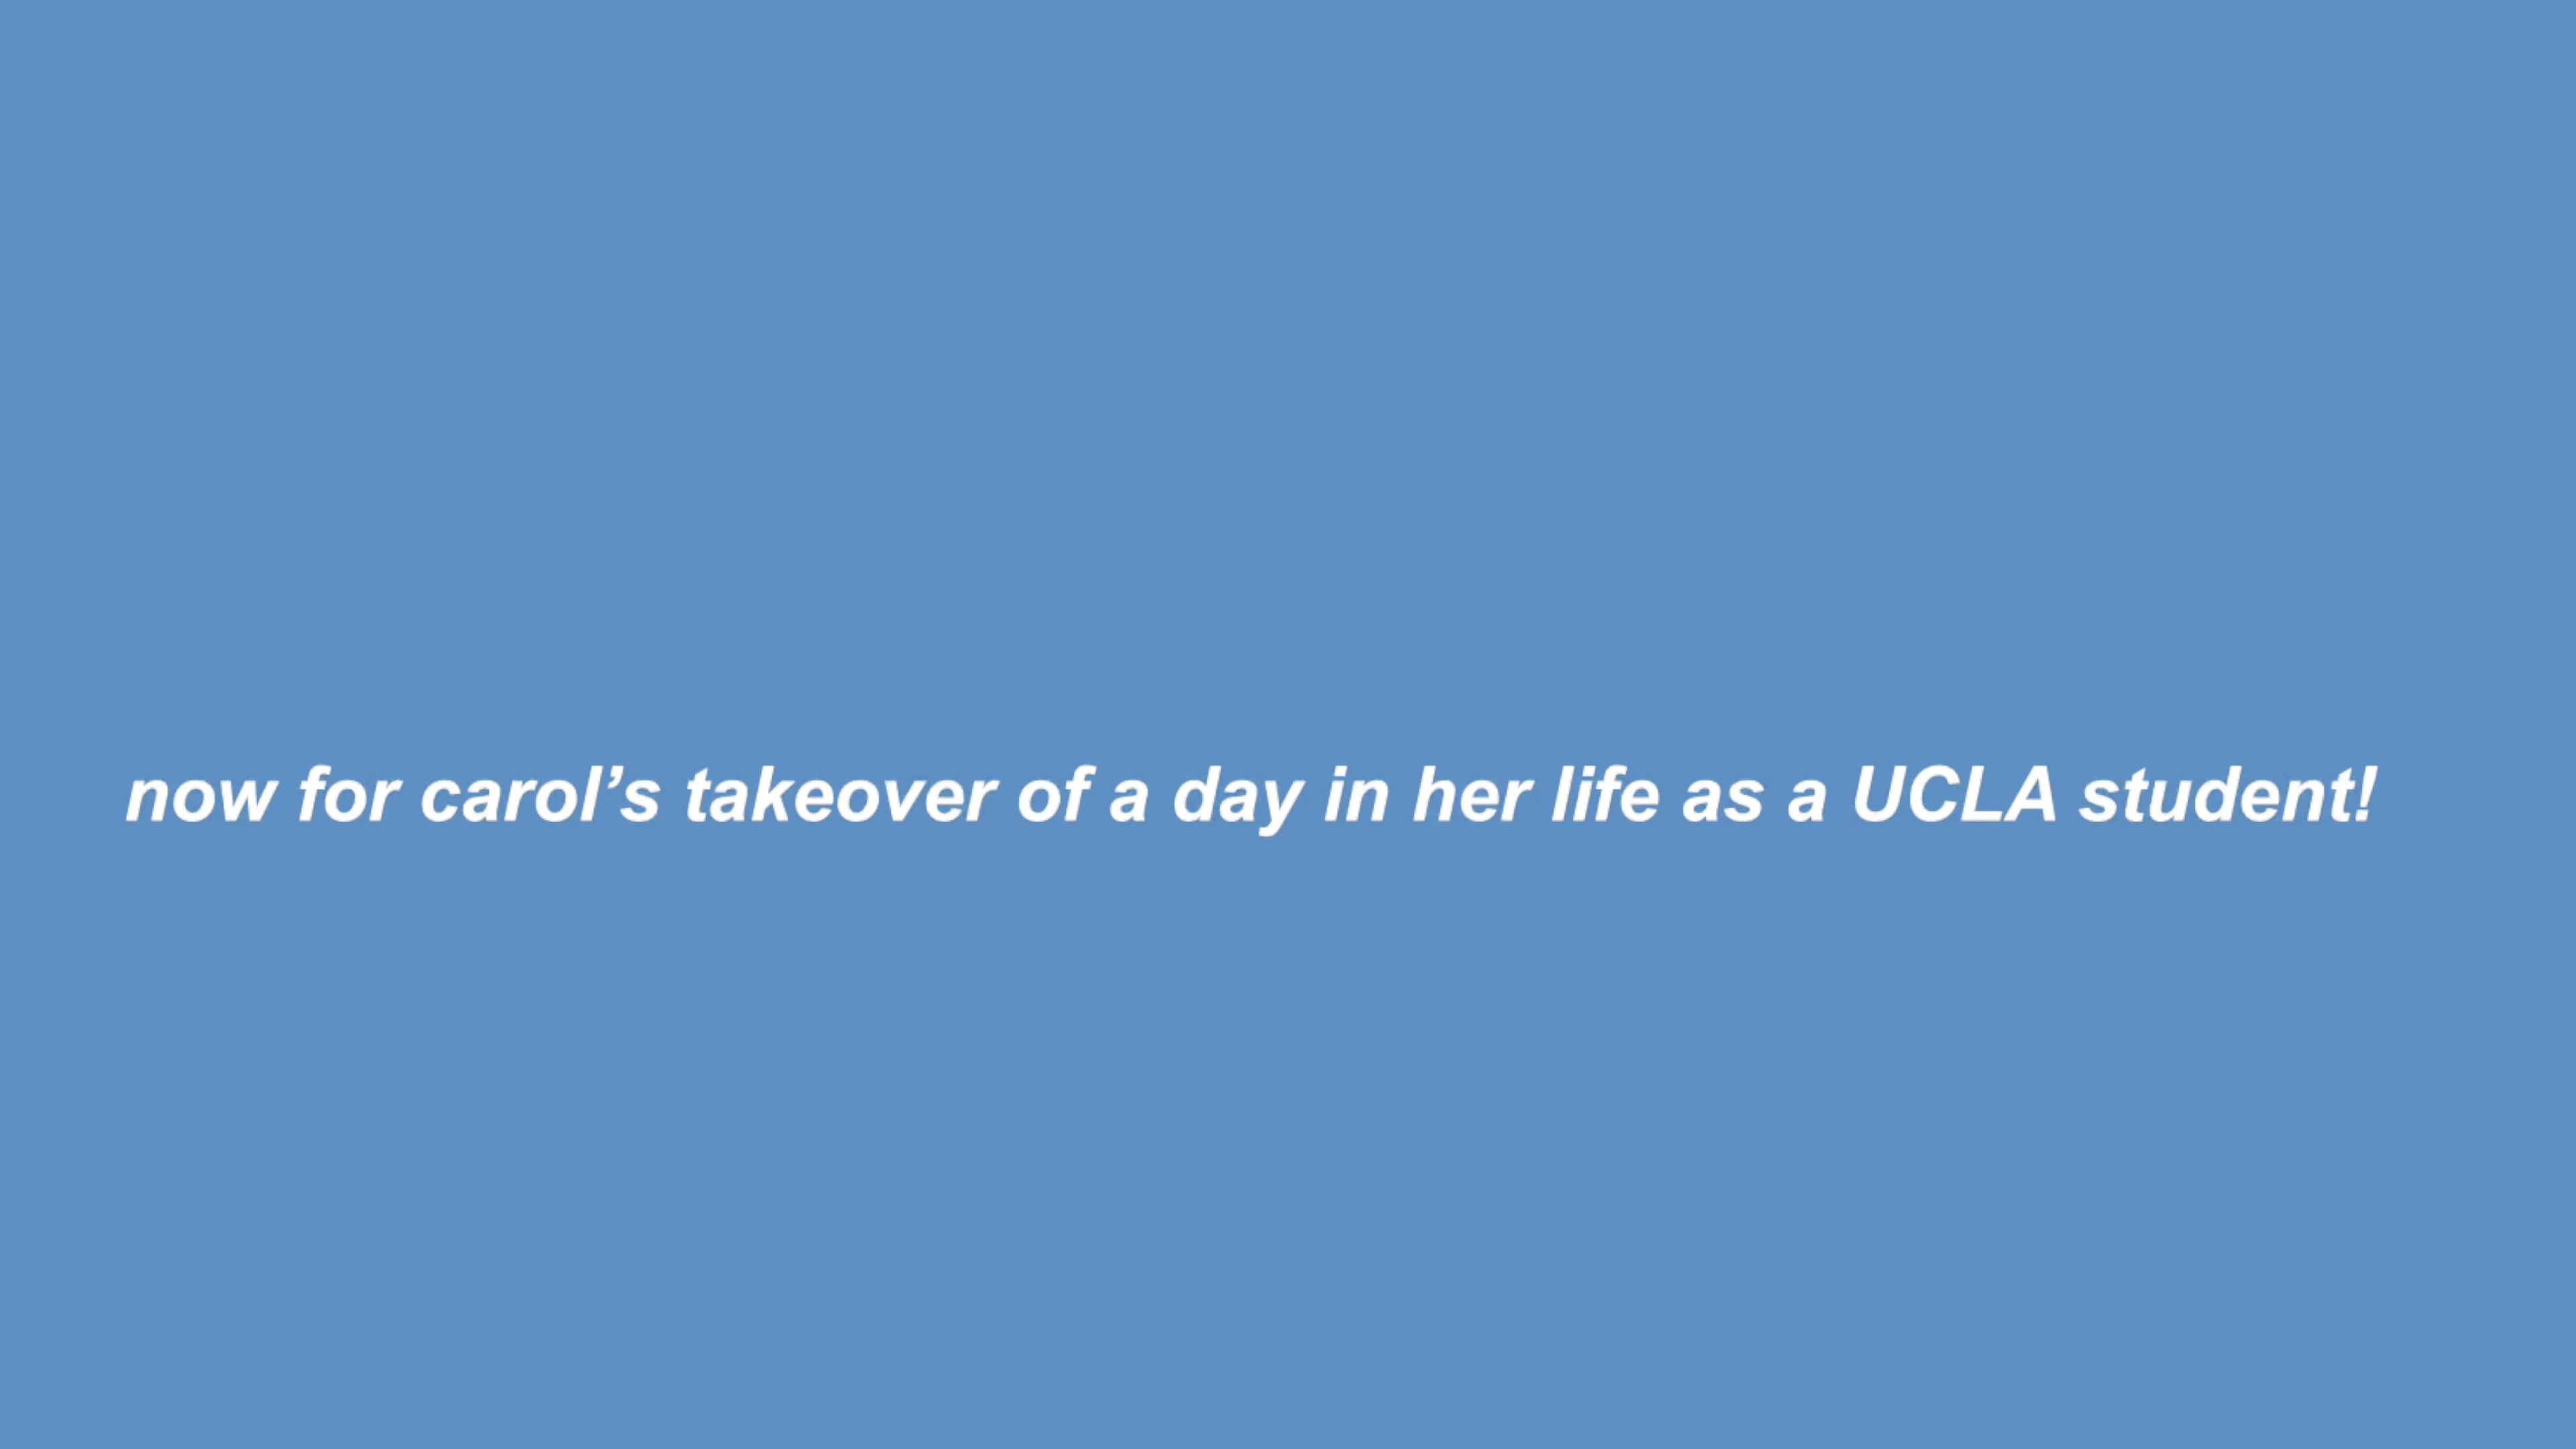 now for carol’s takeover of a day in her life as a UCLA student!